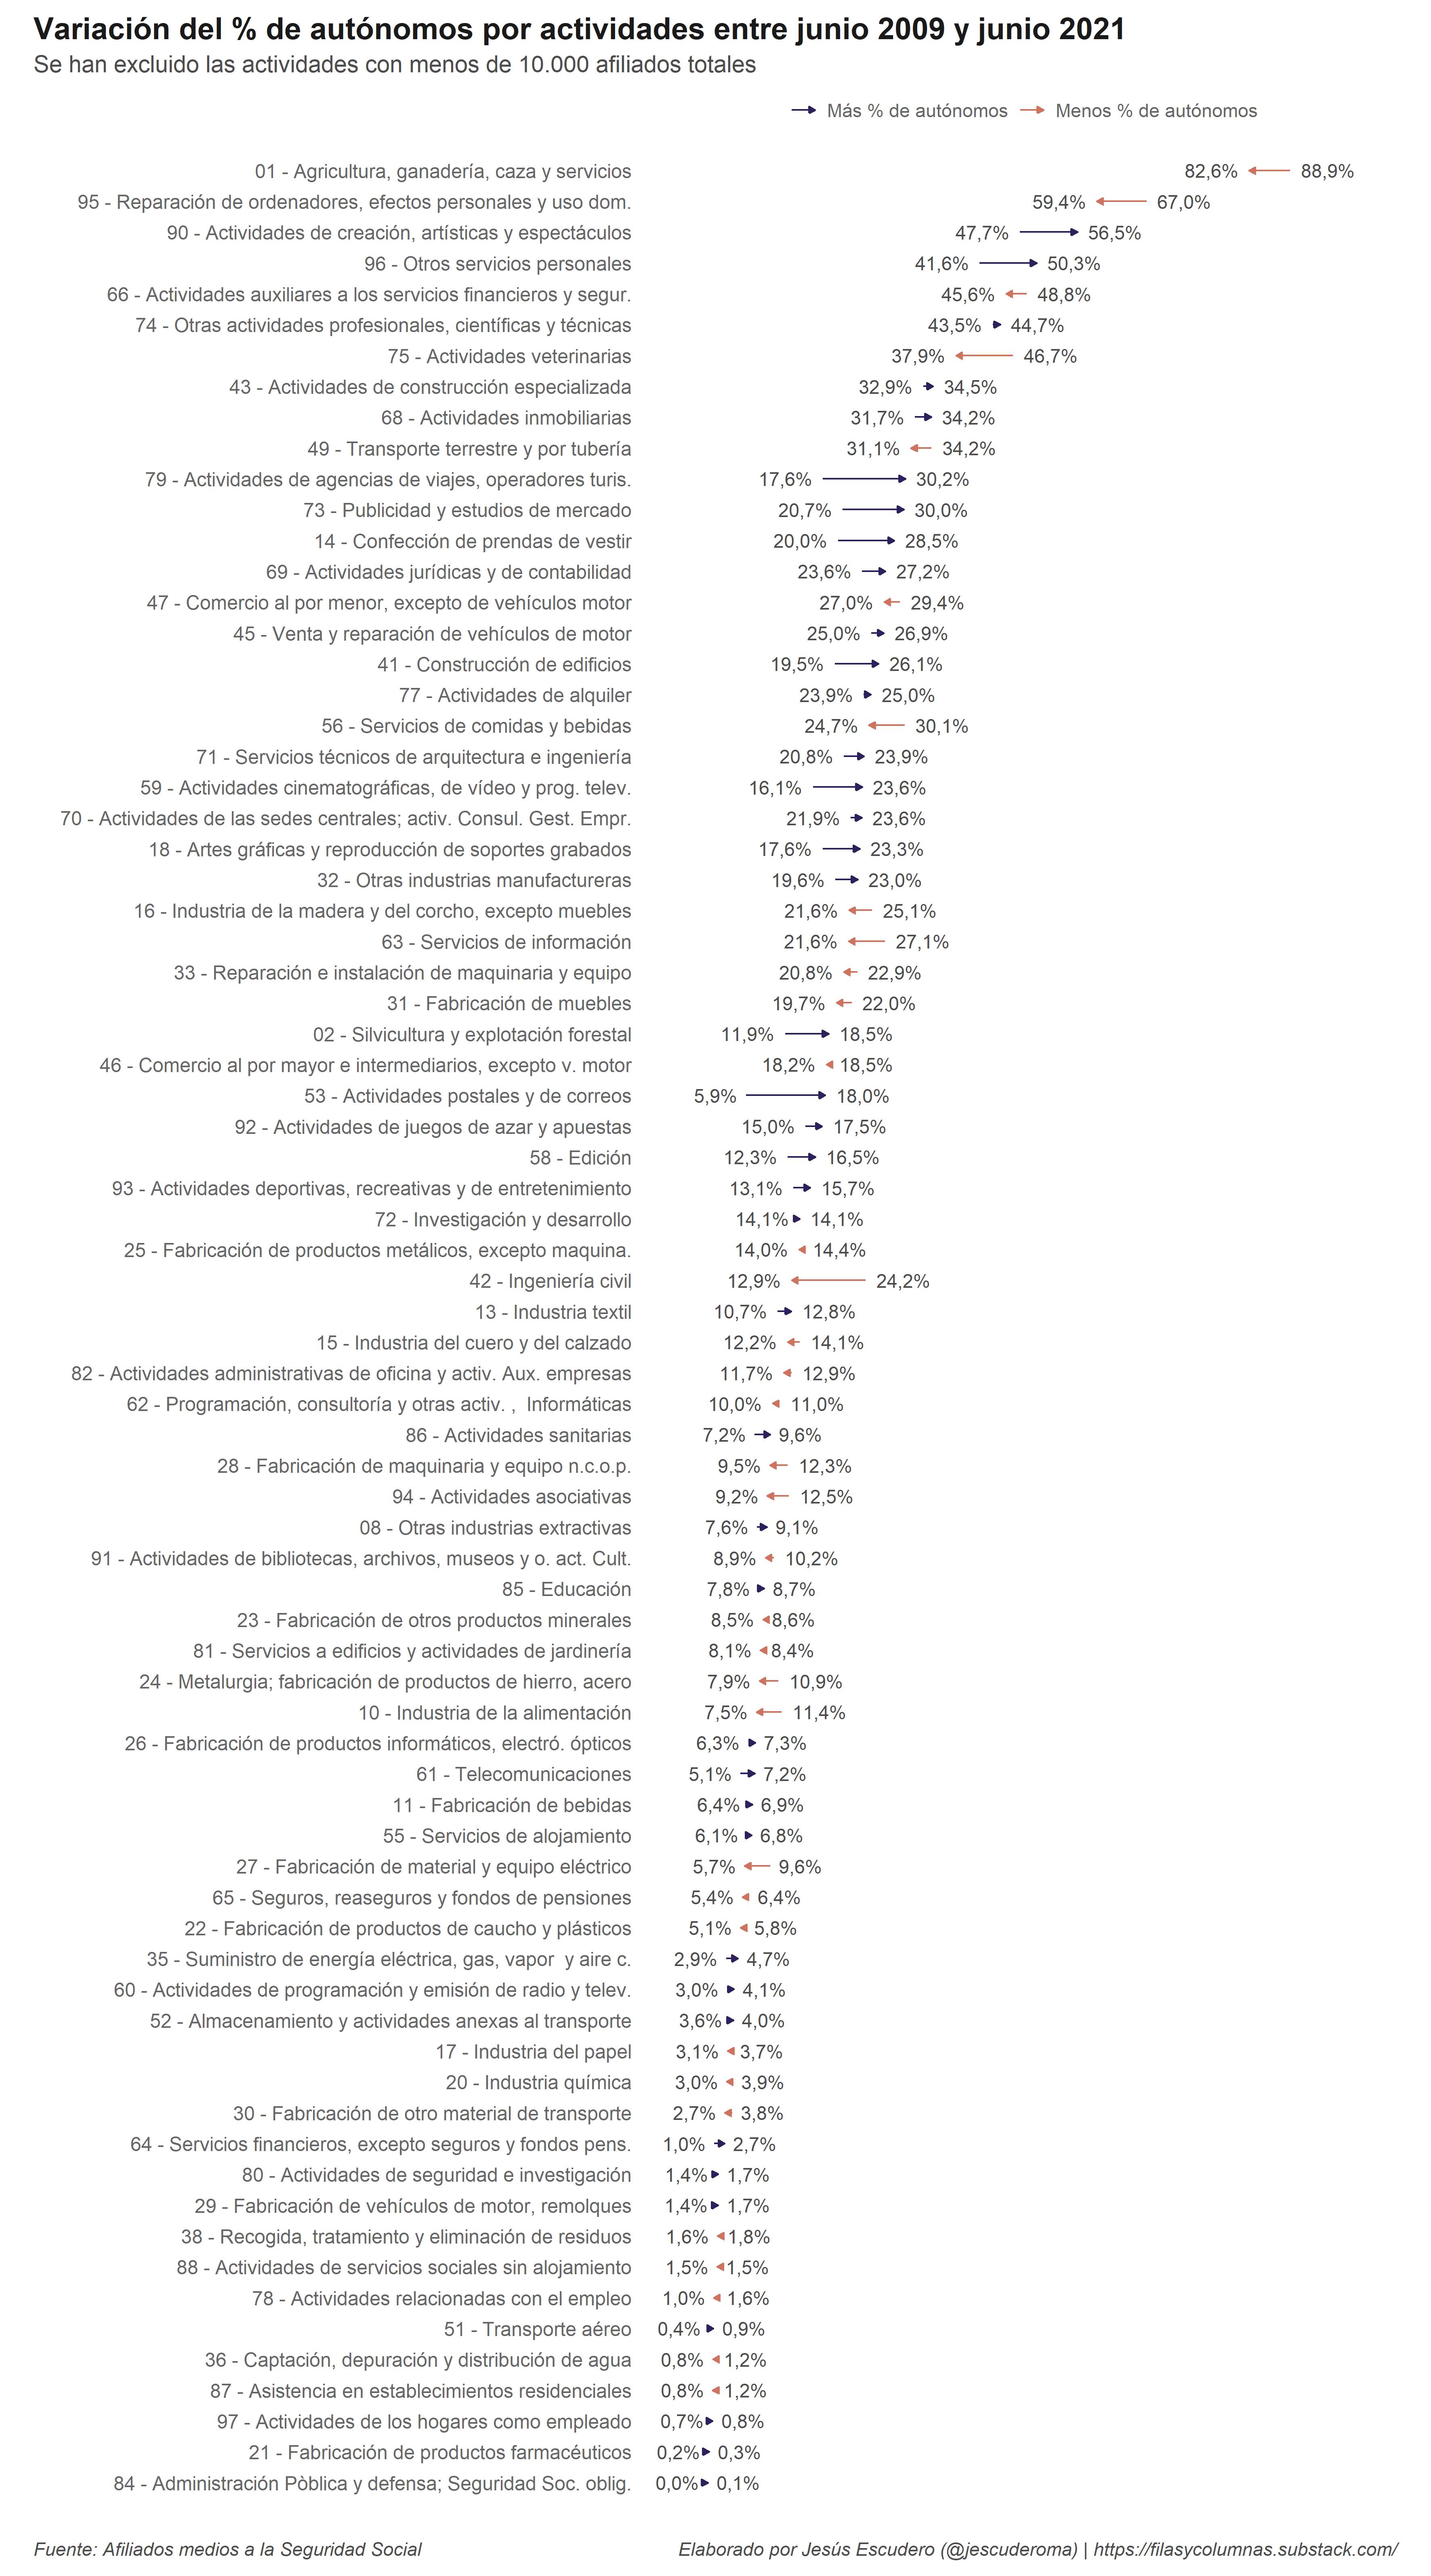 Variación del % de autónomos por actividades entre junio 2009 y junio 2021
Se han excluido las actividades con menos de 10.000 afiliados totales
Más % de autónomos Menos % de autónomos
01 - Agricultura, ganadería, caza y servicios 82,6% 88,9%
95 - Reparación de ordenadores, efectos personales y uso dom. 59,4% 67,0%
90 - Actividades de creación, artísticas y espectáculos 47,7% 56,5%
96 - Otros servicios personales 41,6% 50,3%
66 - Actividades auxiliares a los servicios financieros y segur. 45,6% 48,8%
74 - Otras actividades profesionales, científicas y técnicas 43,5% 44,7%
75 - Actividades veterinarias 37,9% 46,7%
43 - Actividades de construcción especializada 32,9% 34,5%
68 - Actividades inmobiliarias 31,7% 34,2%
49 - Transporte terrestre y por tubería 31,1% 34,2%
79 - Actividades de agencias de viajes, operadores turis. 17,6% 30,2%
73 - Publicidad y estudios de mercado 20,7% 30,0%
14 - Confección de prendas de vestir 20,0% 28,5%
69 - Actividades jurídicas y de contabilidad 23,6% 27,2%
47 - Comercio al por menor, excepto de vehículos motor 27,0% 29,4%
45 - Venta y reparación de vehículos de motor 25,0% 26,9%
41 - Construcción de edificios 19,5% 26,1%
77 - Actividades de alquiler 23,9% 25,0%
56 - Servicios de comidas y bebidas 24,7% 30,1%
71 - Servicios técnicos de arquitectura e ingeniería 20,8% 23,9%
59 - Actividades cinematográficas, de vídeo y prog. telev. 16,1% 23,6%
70 - Actividades de las sedes centrales; activ. Consul. Gest. Empr. 21,9% 23,6%
18 - Artes gráficas y reproducción de soportes grabados 17,6% 23,3%
32 - Otras industrias manufactureras 19,6% 23,0%
16 - Industria de la madera y del corcho, excepto muebles 21,6% 25,1%
63 - Servicios de información 21,6% 27,1%
33 - Reparación e instalación de maquinaria y equipo 20,8% 22,9%
31 - Fabricación de muebles 19,7% 22,0%
02 - Silvicultura y explotación forestal 11,9% 18,5%
46 - Comercio al por mayor e intermediarios, excepto v. motor 18,2% 18,5%
53 - Actividades postales y de correos 5,9% 18,0%
92 - Actividades de juegos de azar y apuestas 15,0% 17,5%
58 - Edición 12,3% 16,5%
93 - Actividades deportivas, recreativas y de entretenimiento 13,1% 15,7%
72 - Investigación y desarrollo 14,1% 14,1%
25 - Fabricación de productos metálicos, excepto maquina. 14,0% 14,4%
42 - Ingeniería civil 12,9% 24,2%
13 - Industria textil 10,7% 12,8%
15 - Industria del cuero y del calzado 12,2% 14,1%
82 - Actividades administrativas de oficina y activ. Aux. empresas 11,7% 12,9%
62 - Programación, consultoría y otras activ. ,  Informáticas 10,0% 11,0%
86 - Actividades sanitarias 7,2% 9,6%
28 - Fabricación de maquinaria y equipo n.c.o.p. 9,5% 12,3%
94 - Actividades asociativas 9,2% 12,5%
08 - Otras industrias extractivas 7,6% 9,1%
91 - Actividades de bibliotecas, archivos, museos y o. act. Cult. 8,9% 10,2%
85 - Educación 7,8% 8,7%
23 - Fabricación de otros productos minerales 8,5% 8,6%
81 - Servicios a edificios y actividades de jardinería 8,1% 8,4%
24 - Metalurgia; fabricación de productos de hierro, acero 7,9% 10,9%
10 - Industria de la alimentación 7,5% 11,4%
26 - Fabricación de productos informáticos, electró. ópticos 6,3% 7,3%
61 - Telecomunicaciones 5,1% 7,2%
11 - Fabricación de bebidas 6,4% 6,9%
55 - Servicios de alojamiento 6,1% 6,8%
27 - Fabricación de material y equipo eléctrico 5,7% 9,6%
65 - Seguros, reaseguros y fondos de pensiones 5,4% 6,4%
22 - Fabricación de productos de caucho y plásticos 5,1% 5,8%
35 - Suministro de energía eléctrica, gas, vapor  y aire c. 2,9% 4,7%
60 - Actividades de programación y emisión de radio y telev. 3,0% 4,1%
52 - Almacenamiento y actividades anexas al transporte 3,6% 4,0%
17 - Industria del papel 3,1% 3,7%
20 - Industria química 3,0% 3,9%
30 - Fabricación de otro material de transporte 2,7% 3,8%
64 - Servicios financieros, excepto seguros y fondos pens. 1,0% 2,7%
80 - Actividades de seguridad e investigación 1,4% 1,7%
29 - Fabricación de vehículos de motor, remolques 1,4% 1,7%
38 - Recogida, tratamiento y eliminación de residuos 1,6% 1,8%
88 - Actividades de servicios sociales sin alojamiento 1,5% 1,5%
78 - Actividades relacionadas con el empleo 1,0% 1,6%
51 - Transporte aéreo 0,4% 0,9%
36 - Captación, depuración y distribución de agua 0,8% 1,2%
87 - Asistencia en establecimientos residenciales 0,8% 1,2%
97 - Actividades de los hogares como empleado 0,7% 0,8%
21 - Fabricación de productos farmacéuticos 0,2% 0,3%
84 - Administración Pòblica y defensa; Seguridad Soc. oblig. 0,0% 0,1%
Fuente: Afiliados medios a la Seguridad Social Elaborado por Jesús Escudero (@jescuderoma) | https://filasycolumnas.substack.com/